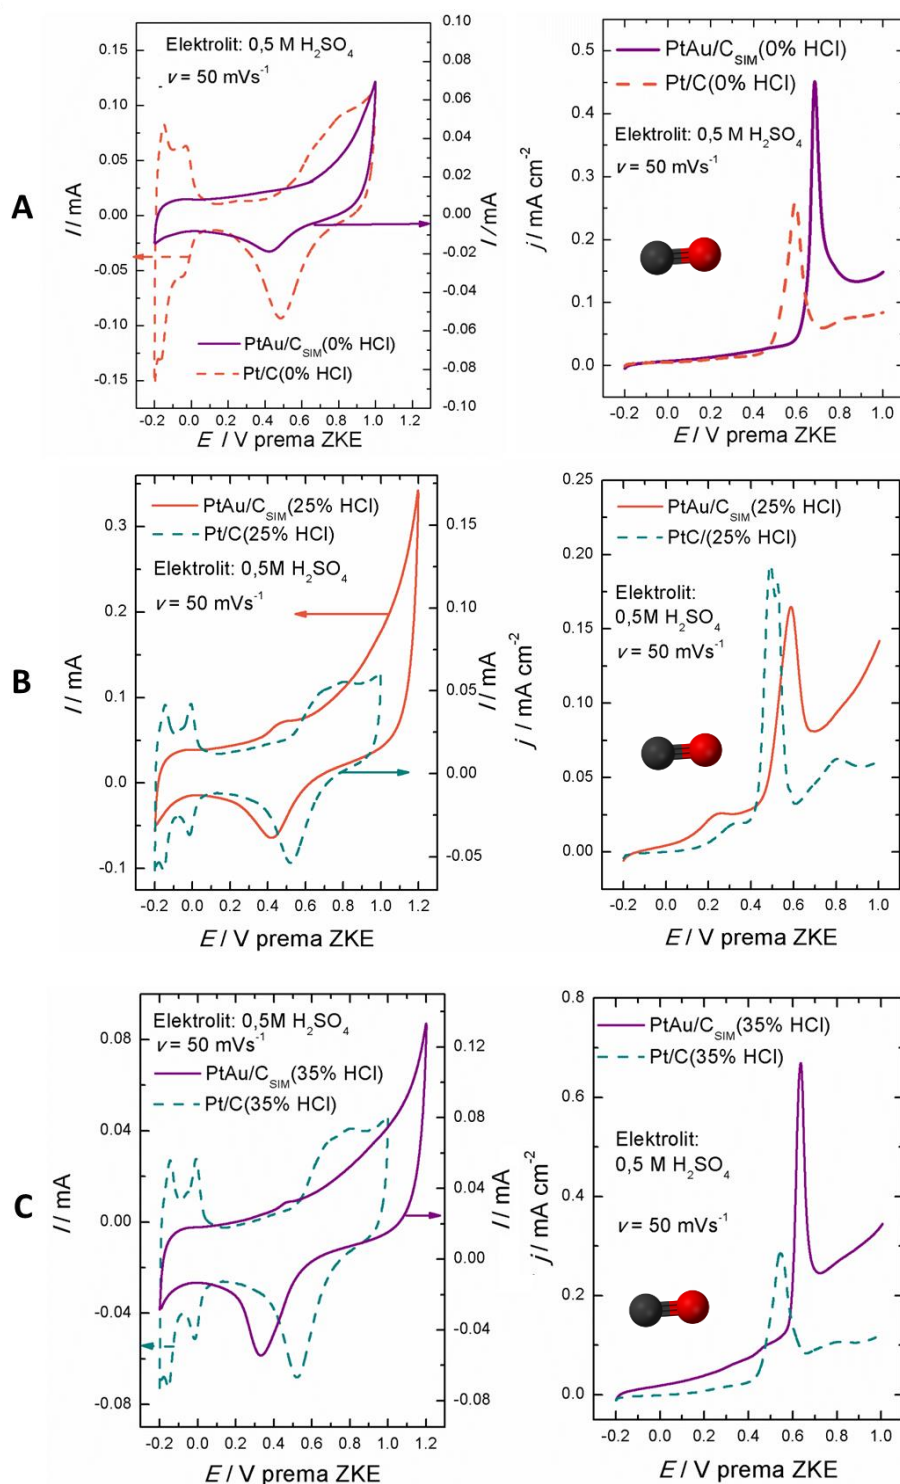 A
Elektrolit: 0,5 M H₂SO₄
ν = 50 mVs⁻¹
I / mA
0.15
0.10
0.05
0.00
-0.05
-0.10
-0.15
0.10
0.08
0.06
0.04
0.02
0.00
-0.02
-0.04
-0.06
-0.08
-0.10
I /mA
PtAu/C_SIM(0% HCl)
Pt/C(0% HCl)
-0.2 0.0 0.2 0.4 0.6 0.8 1.0 1.2
E / V prema ZKE
PtAu/C_SIM(0% HCl)
Pt/C(0% HCl)
Elektrolit: 0,5 M H₂SO₄
ν = 50 mVs⁻¹
j / mA cm⁻²
0.5
0.4
0.3
0.2
0.1
0.0
-0.2 0.0 0.2 0.4 0.6 0.8 1.0
E / V prema ZKE
B
PtAu/C_SIM(25% HCl)
Pt/C(25% HCl)
Elektrolit: 0,5M H₂SO₄
ν = 50 mVs⁻¹
I / mA
0.3
0.2
0.1
0.0
-0.1
0.15
0.10
0.05
0.00
-0.05
I / mA
-0.2 0.0 0.2 0.4 0.6 0.8 1.0 1.2
E / V prema ZKE
PtAu/C_SIM(25% HCl)
PtC/(25% HCl)
Elektrolit:
0,5M H₂SO₄
ν = 50 mVs⁻¹
j / mA cm⁻²
0.25
0.20
0.15
0.10
0.05
0.00
-0.2 0.0 0.2 0.4 0.6 0.8 1.0
E / V prema ZKE
C
Elektrolit: 0,5M H₂SO₄
ν = 50 mVs⁻¹
PtAu/C_SIM(35% HCl)
Pt/C(35% HCl)
I / mA
0.08
0.04
0.00
-0.04
-0.08
0.12
0.08
0.04
0.00
-0.04
-0.08
I / mA
-0.2 0.0 0.2 0.4 0.6 0.8 1.0 1.2
E / V prema ZKE
PtAu/C_SIM(35% HCl)
Pt/C(35% HCl)
Elektrolit:
0,5 M H₂SO₄
ν = 50 mVs⁻¹
j / mA cm⁻²
0.8
0.6
0.4
0.2
0.0
-0.2 0.0 0.2 0.4 0.6 0.8 1.0
E / V prema ZKE